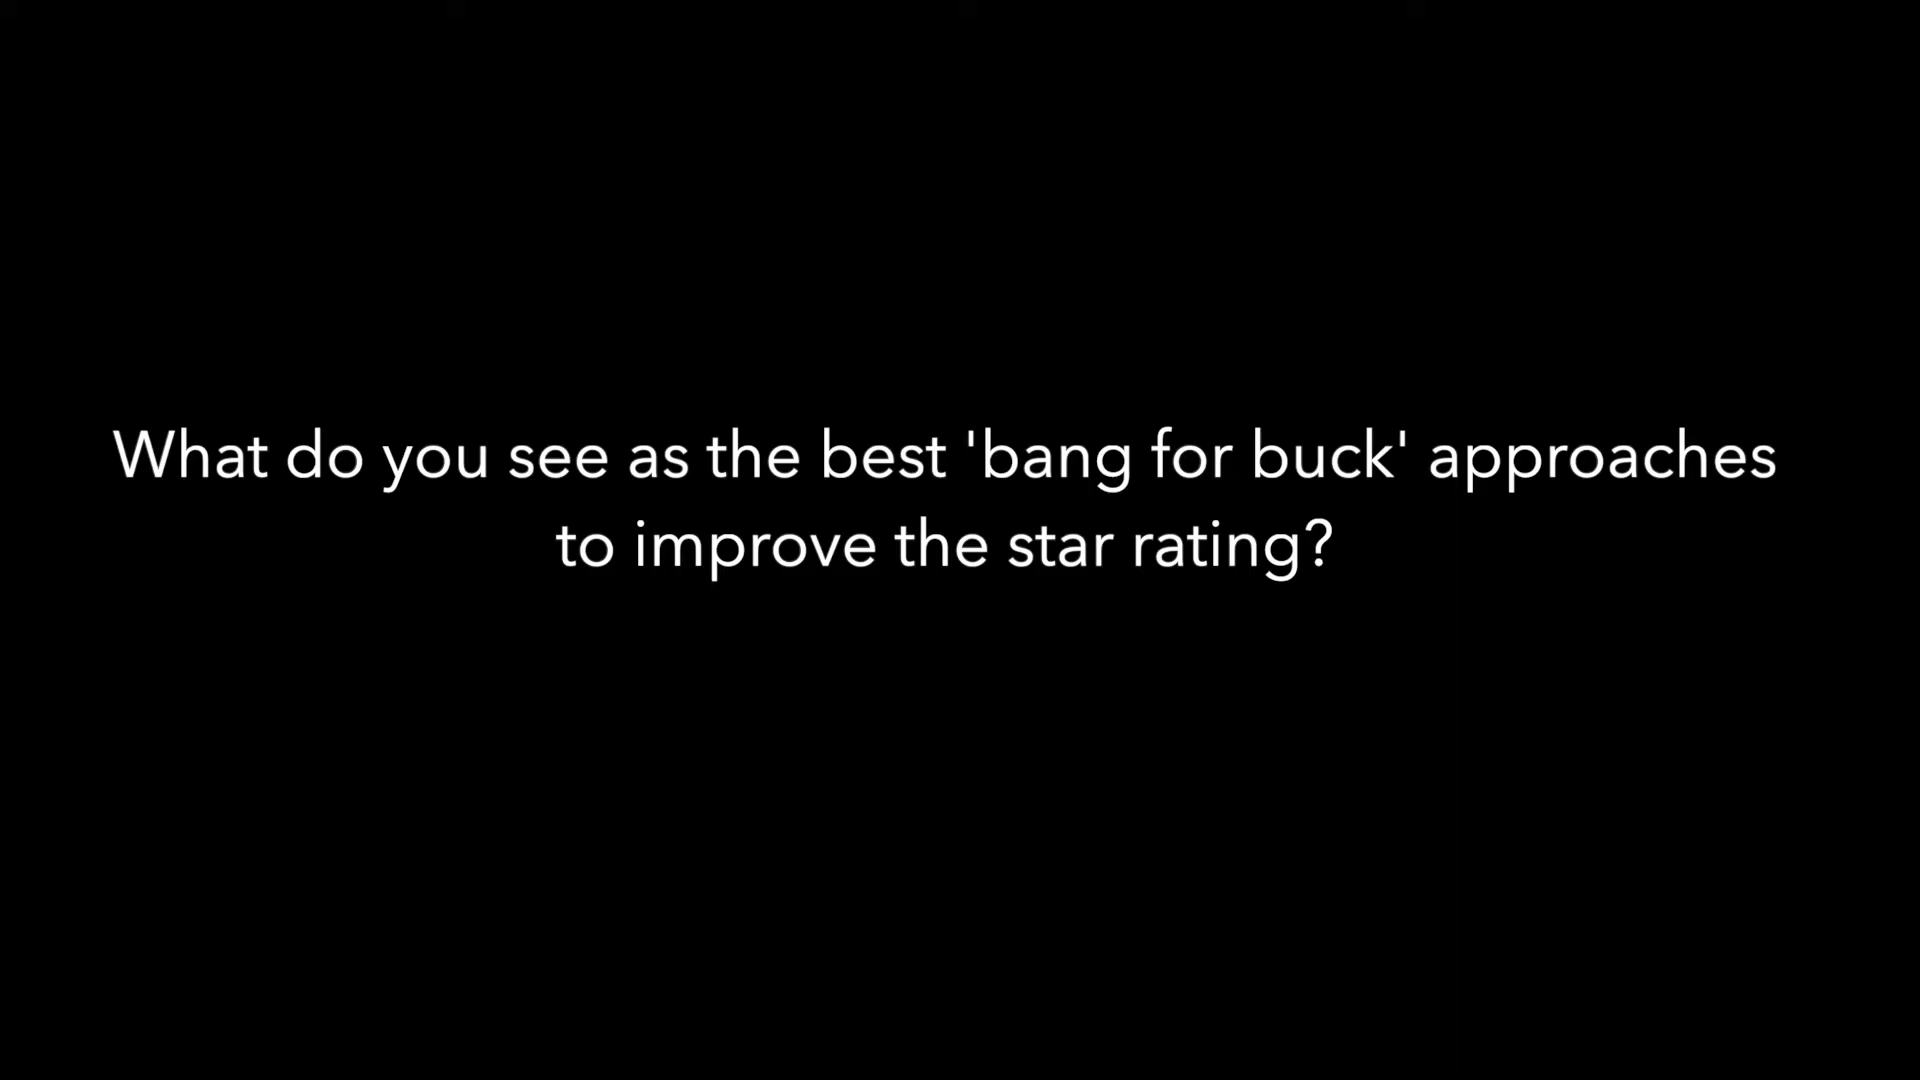 What do you see as the best 'bang for buck' approaches
to improve the star rating?